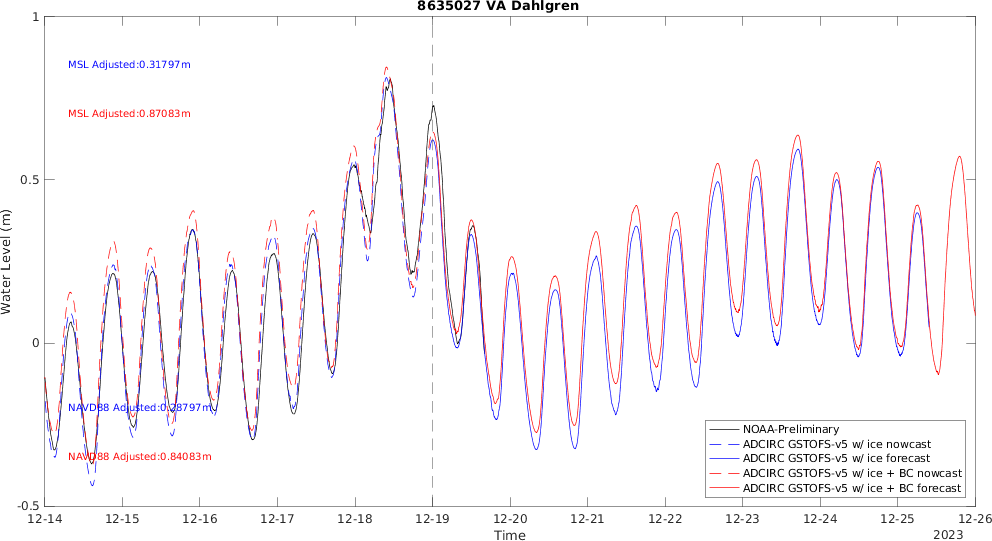 8635027 VA Dahlgren
1
MSL Adjusted:0.31797m
MSL Adjusted:0.87083m
0.5
Water Level (m)
0
NAVD88 Adjusted:0.28797m
NAVD88 Adjusted:0.84083m
-0.5
NOAA-Preliminary
ADCIRC GSTOFS-v5 w/ ice nowcast
ADCIRC GSTOFS-v5 w/ ice forecast
ADCIRC GSTOFS-v5 w/ ice + BC nowcast
ADCIRC GSTOFS-v5 w/ ice + BC forecast
12-14 12-15 12-16 12-17 12-18 12-19 12-20 12-21 12-22 12-23 12-24 12-25 12-26
Time
2023